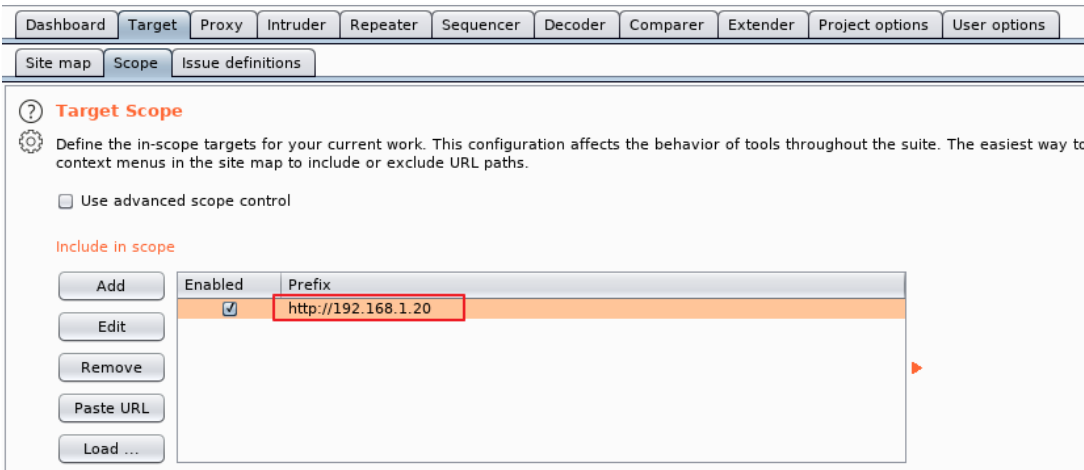 Dashboard Target Proxy Intruder Repeater Sequencer Decoder Comparer Extender Project options User options
Site map Scope Issue definitions
? Target Scope
Define the in-scope targets for your current work. This configuration affects the behavior of tools throughout the suite. The easiest way to
context menus in the site map to include or exclude URL paths.
Use advanced scope control
Include in scope
Add Enabled Prefix
http://192.168.1.20
Edit
Remove
Paste URL
Load ...